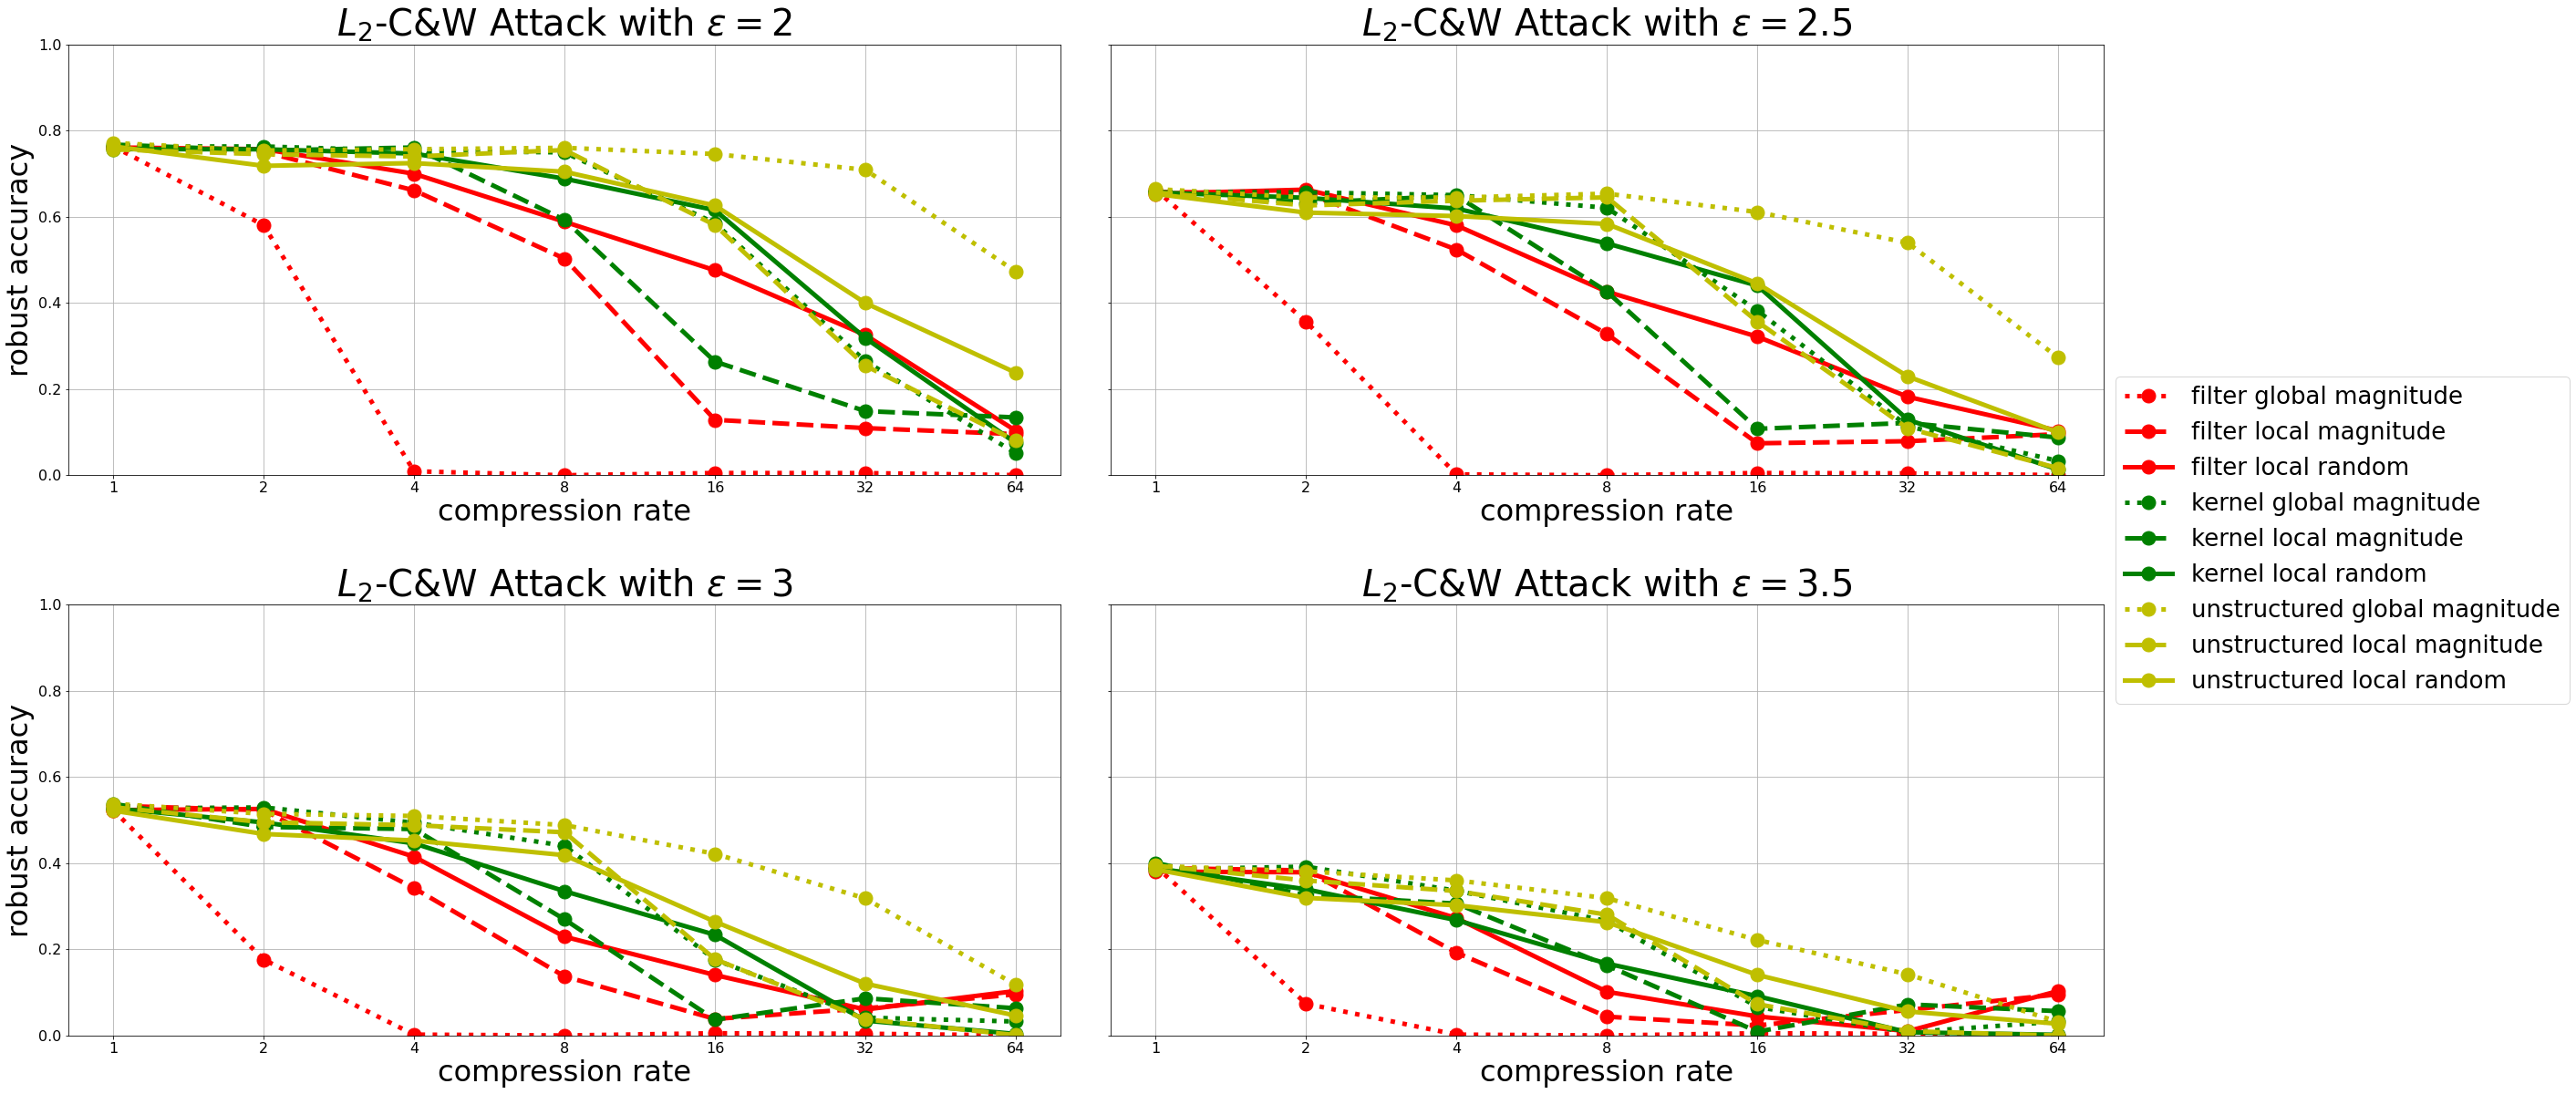 L₂-C&W Attack with ε = 2
1.0
0.8
0.6
0.4
0.2
0.0
robust accuracy
1 2 4 8 16 32 64
compression rate
L₂-C&W Attack with ε = 2.5
1 2 4 8 16 32 64
compression rate
L₂-C&W Attack with ε = 3
1.0
0.8
0.6
0.4
0.2
0.0
robust accuracy
1 2 4 8 16 32 64
compression rate
L₂-C&W Attack with ε = 3.5
1 2 4 8 16 32 64
compression rate
filter global magnitude
filter local magnitude
filter local random
kernel global magnitude
kernel local magnitude
kernel local random
unstructured global magnitude
unstructured local magnitude
unstructured local random